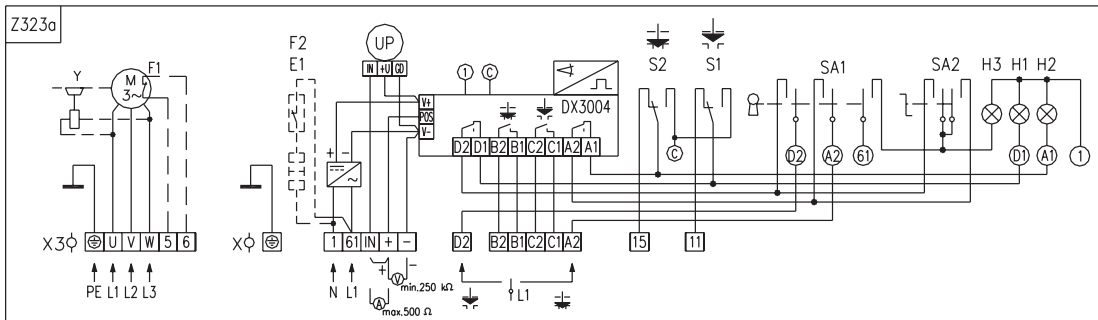 Z323a
F2
E1
UP
IN +U GD
S2 S1
SA1 SA2 H3 H1 H2
Y
M
3~
F1
1 C
V+
POS
V-
DX3004
D2 D1 B2 B1 C2 C1 A2 A1
+ −
C
D2 A2 61 D1 A1 1
X3 U V W 5 6
X 1 61 IN + −
D2 B2 B1 C2 C1 A2 15 11
PE L1 L2 L3
N L1
+ −
V min.250 kΩ
A max.500 Ω
L1